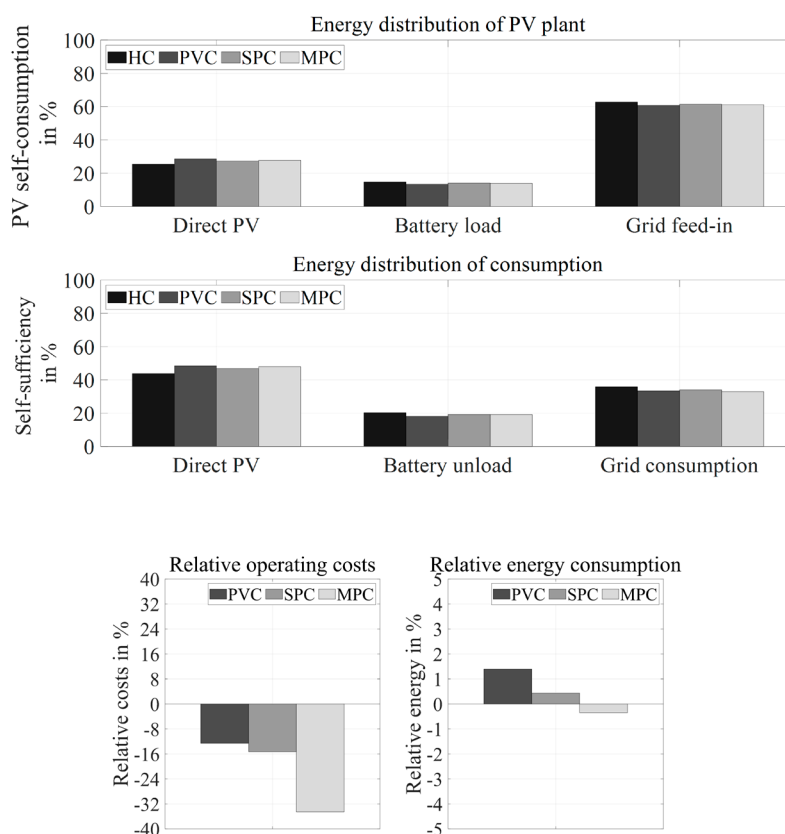 Energy distribution of PV plant
PV self-consumption
in %
100
80
60
40
20
0
HC PVC SPC MPC
Direct PV Battery load Grid feed-in
Energy distribution of consumption
Self-sufficiency
in %
100
80
60
40
20
0
HC PVC SPC MPC
Direct PV Battery unload Grid consumption
Relative operating costs
Relative costs in %
40
32
24
16
8
0
-8
-16
-24
-32
-40
PVC SPC MPC
Relative energy consumption
Relative energy in %
5
4
3
2
1
0
-1
-2
-3
-4
-5
PVC SPC MPC